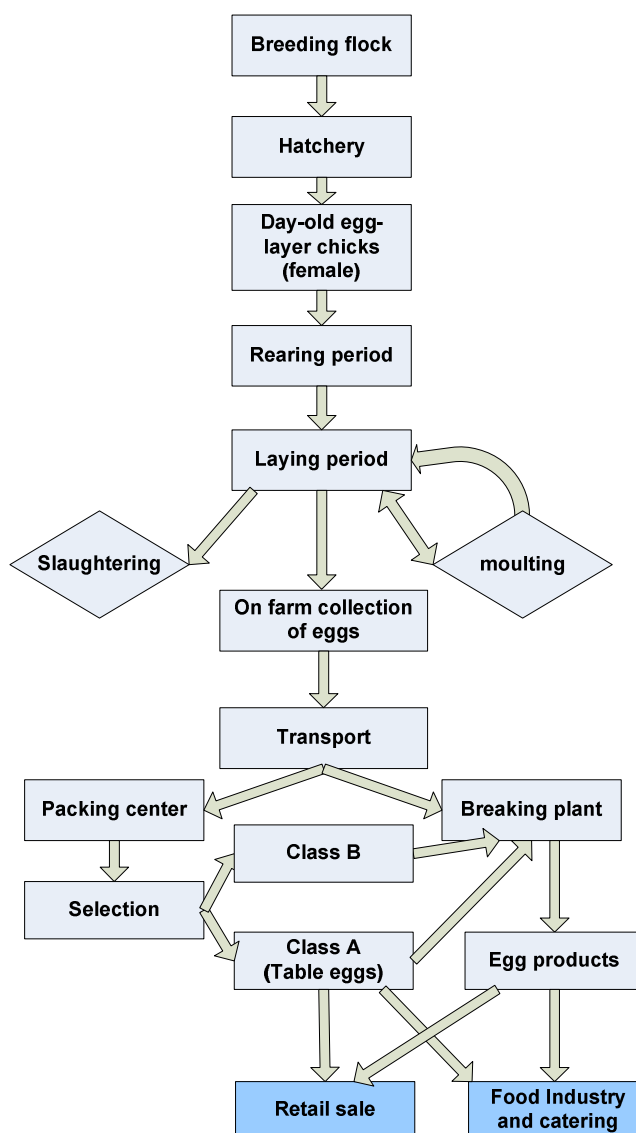 Breeding flock
Hatchery
Day-old egg-
layer chicks
(female)
Rearing period
Laying period
Slaughtering
moulting
On farm collection
of eggs
Transport
Packing center
Breaking plant
Class B
Selection
Class A
(Table eggs)
Egg products
Retail sale
Food Industry
and catering